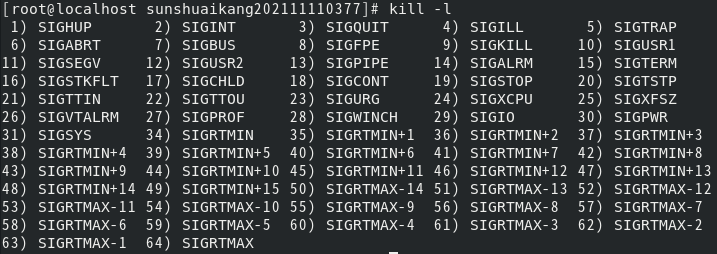 [root@localhost sunshuaikang202111110377]# kill -l
 1) SIGHUP       2) SIGINT       3) SIGQUIT      4) SIGILL       5) SIGTRAP
 6) SIGABRT      7) SIGBUS       8) SIGFPE       9) SIGKILL     10) SIGUSR1
11) SIGSEGV     12) SIGUSR2     13) SIGPIPE     14) SIGALRM     15) SIGTERM
16) SIGSTKFLT   17) SIGCHLD     18) SIGCONT     19) SIGSTOP     20) SIGTSTP
21) SIGTTIN     22) SIGTTOU     23) SIGURG      24) SIGXCPU     25) SIGXFSZ
26) SIGVTALRM   27) SIGPROF     28) SIGWINCH    29) SIGIO       30) SIGPWR
31) SIGSYS      34) SIGRTMIN    35) SIGRTMIN+1  36) SIGRTMIN+2  37) SIGRTMIN+3
38) SIGRTMIN+4  39) SIGRTMIN+5  40) SIGRTMIN+6  41) SIGRTMIN+7  42) SIGRTMIN+8
43) SIGRTMIN+9  44) SIGRTMIN+10 45) SIGRTMIN+11 46) SIGRTMIN+12 47) SIGRTMIN+13
48) SIGRTMIN+14 49) SIGRTMIN+15 50) SIGRTMAX-14 51) SIGRTMAX-13 52) SIGRTMAX-12
53) SIGRTMAX-11 54) SIGRTMAX-10 55) SIGRTMAX-9  56) SIGRTMAX-8  57) SIGRTMAX-7
58) SIGRTMAX-6  59) SIGRTMAX-5  60) SIGRTMAX-4  61) SIGRTMAX-3  62) SIGRTMAX-2
63) SIGRTMAX-1  64) SIGRTMAX